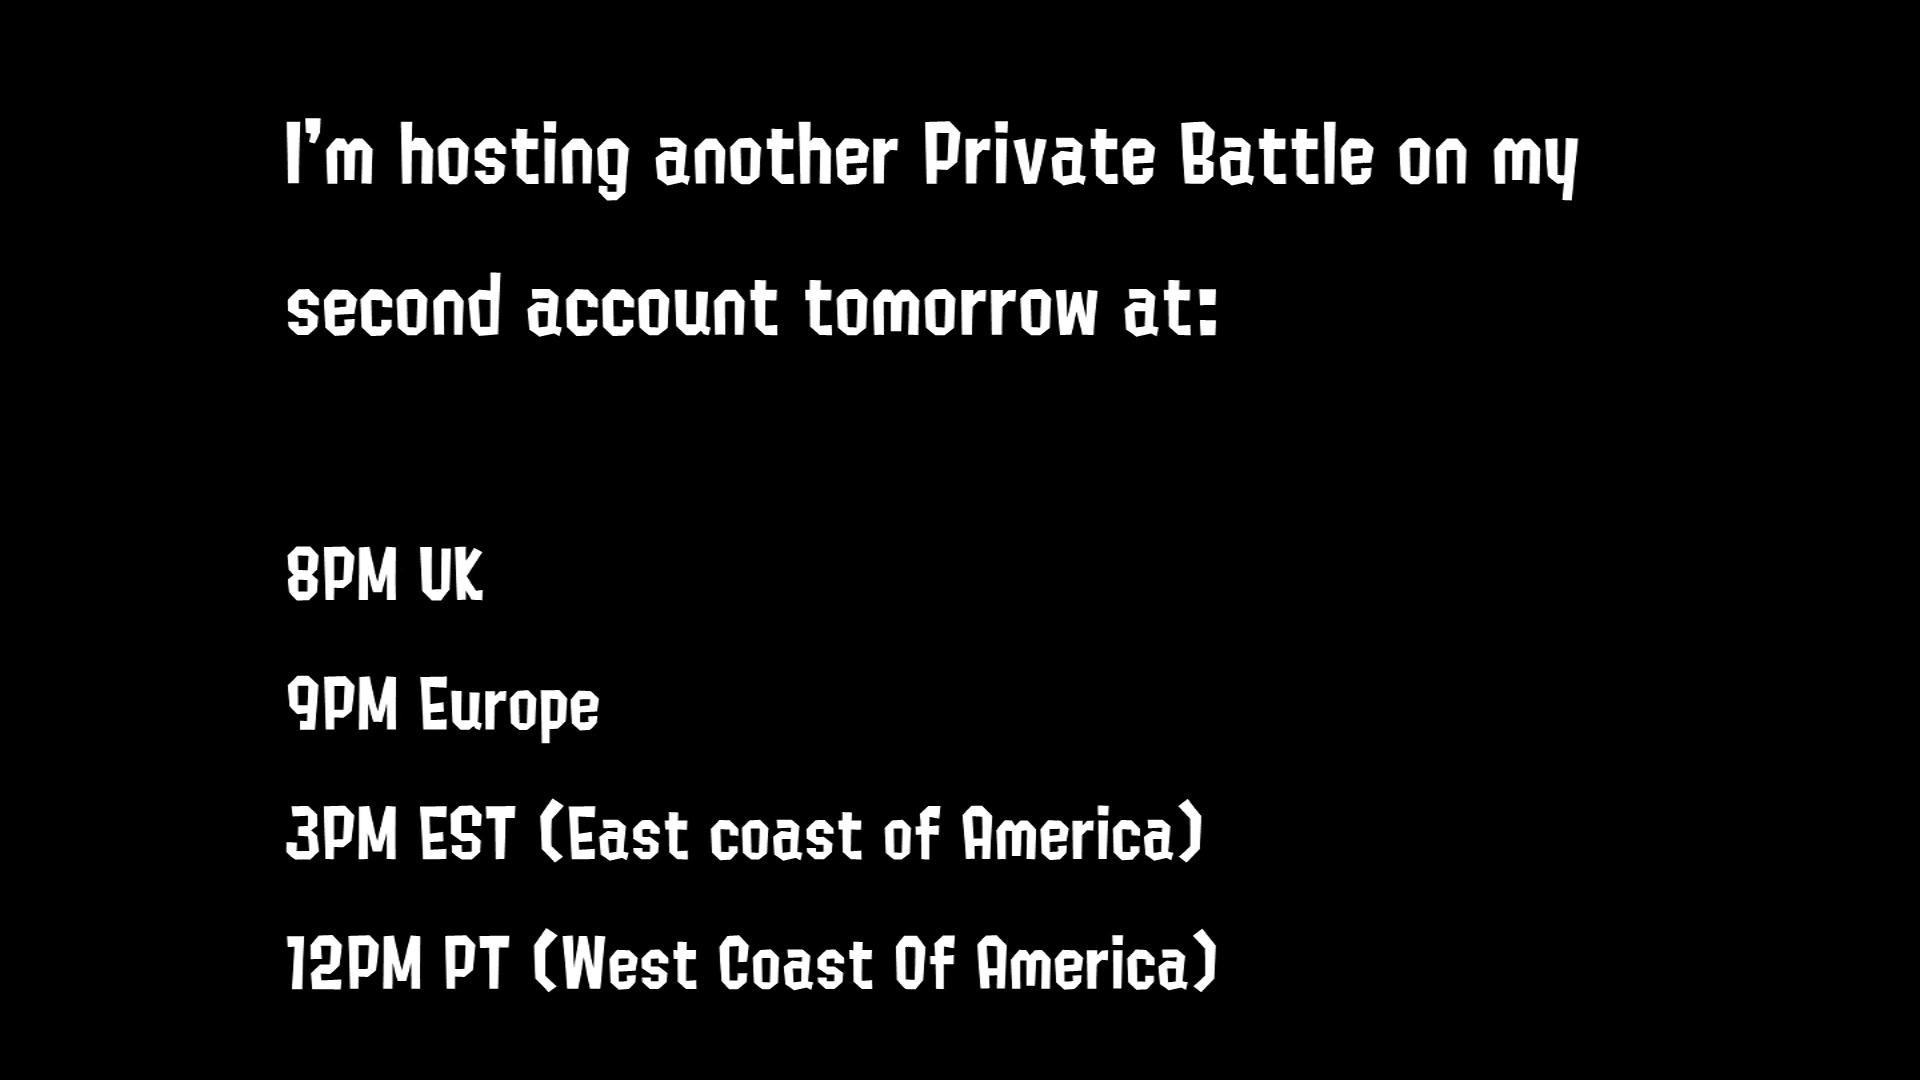 I'm hosting another Private Battle on my
second account tomorrow at:
8PM UK
9PM Europe
3PM EST (East coast of America)
12PM PT (West Coast Of America)